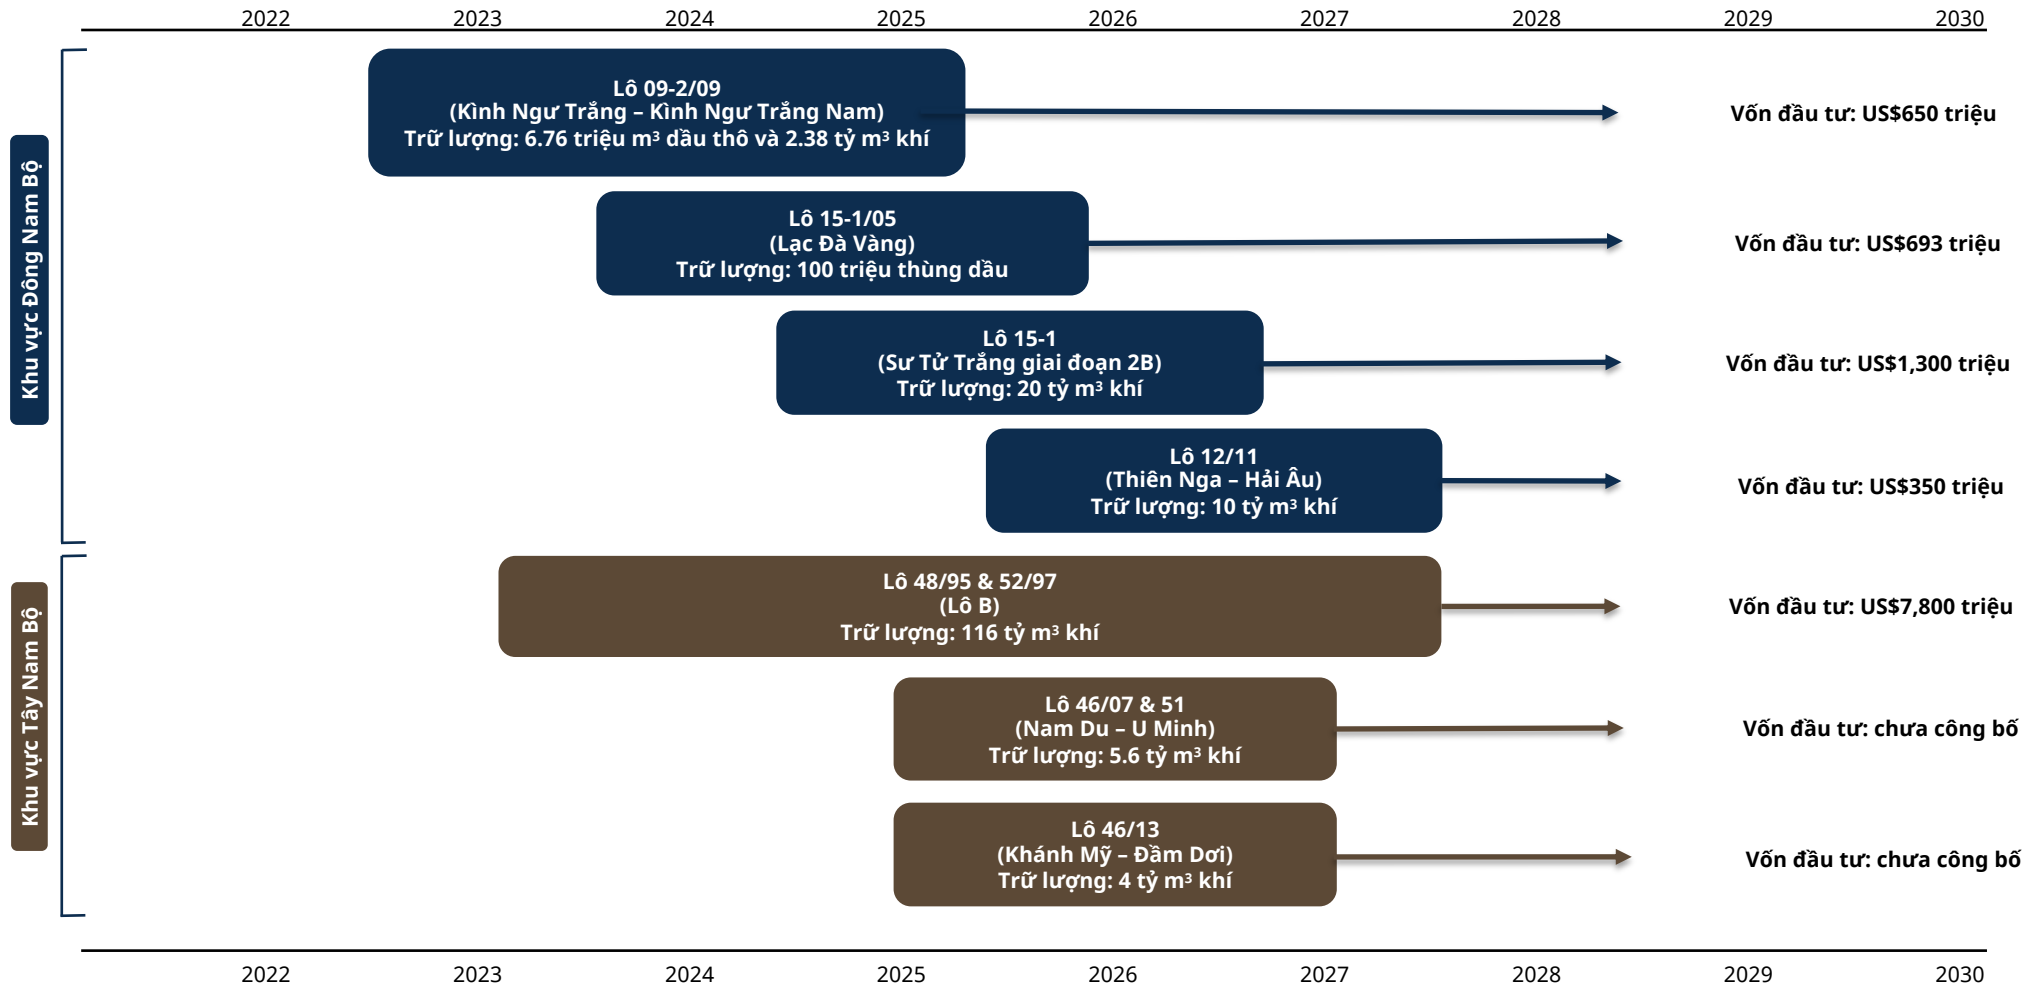 2022 2023 2024 2025 2026 2027 2028 2029 2030
Khu vực Đông Nam Bộ
Lô 09-2/09
(Kình Ngư Trắng – Kình Ngư Trắng Nam)
Trữ lượng: 6.76 triệu m³ dầu thô và 2.38 tỷ m³ khí
Vốn đầu tư: US$650 triệu
Lô 15-1/05
(Lạc Đà Vàng)
Trữ lượng: 100 triệu thùng dầu
Vốn đầu tư: US$693 triệu
Lô 15-1
(Sư Tử Trắng giai đoạn 2B)
Trữ lượng: 20 tỷ m³ khí
Vốn đầu tư: US$1,300 triệu
Lô 12/11
(Thiên Nga – Hải Âu)
Trữ lượng: 10 tỷ m³ khí
Vốn đầu tư: US$350 triệu
Khu vực Tây Nam Bộ
Lô 48/95 & 52/97
(Lô B)
Trữ lượng: 116 tỷ m³ khí
Vốn đầu tư: US$7,800 triệu
Lô 46/07 & 51
(Nam Du – U Minh)
Trữ lượng: 5.6 tỷ m³ khí
Vốn đầu tư: chưa công bố
Lô 46/13
(Khánh Mỹ – Đầm Dơi)
Trữ lượng: 4 tỷ m³ khí
Vốn đầu tư: chưa công bố
2022 2023 2024 2025 2026 2027 2028 2029 2030